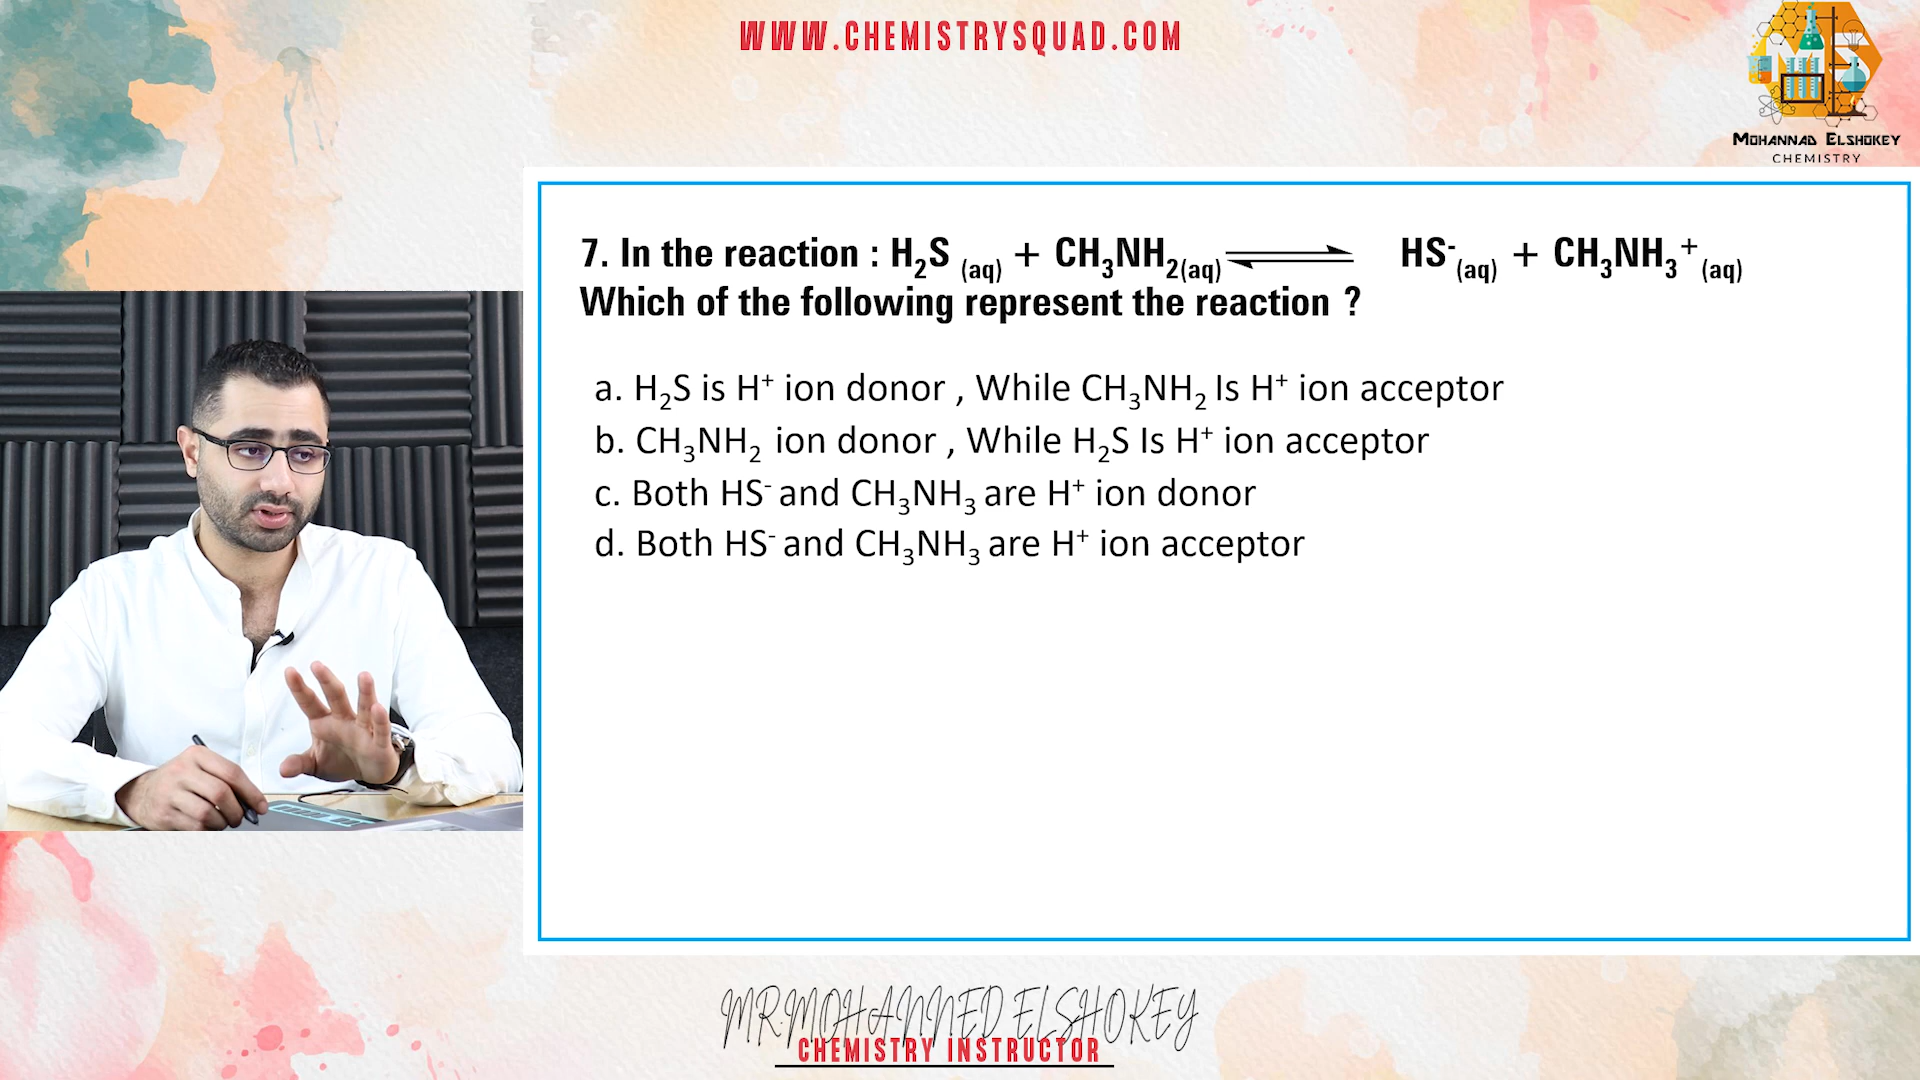 WWW.CHEMISTRYSQUAD.COM
MS
MOHANNAD ELSHOKEY
CHEMISTRY
7. In the reaction : H₂S (aq) + CH₃NH₂(aq) ⇌ HS⁻(aq) + CH₃NH₃⁺(aq)
Which of the following represent the reaction ?
a. H₂S is H⁺ ion donor , While CH₃NH₂ Is H⁺ ion acceptor
b. CH₃NH₂ ion donor , While H₂S Is H⁺ ion acceptor
c. Both HS⁻ and CH₃NH₃ are H⁺ ion donor
d. Both HS⁻ and CH₃NH₃ are H⁺ ion acceptor
MR.MOHANNED ELSHOKEY
CHEMISTRY INSTRUCTOR